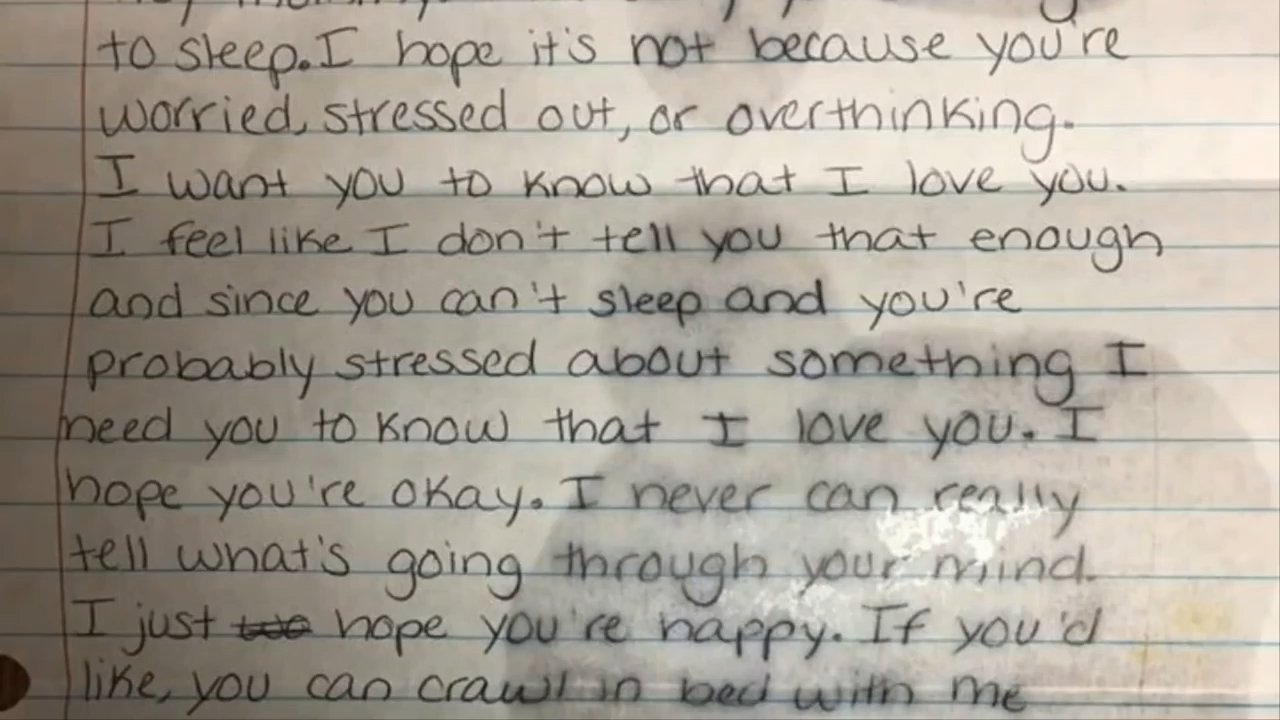 to sleep. I hope it's not because you're
worried, stressed out, or overthinking.
I want you to know that I love you.
I feel like I don't tell you that enough
and since you can't sleep and you're
probably stressed about something I
need you to know that I love you. I
hope you're okay. I never can really
tell what's going through your mind.
I just hope you're happy. If you'd
like, you can crawl in bed with me